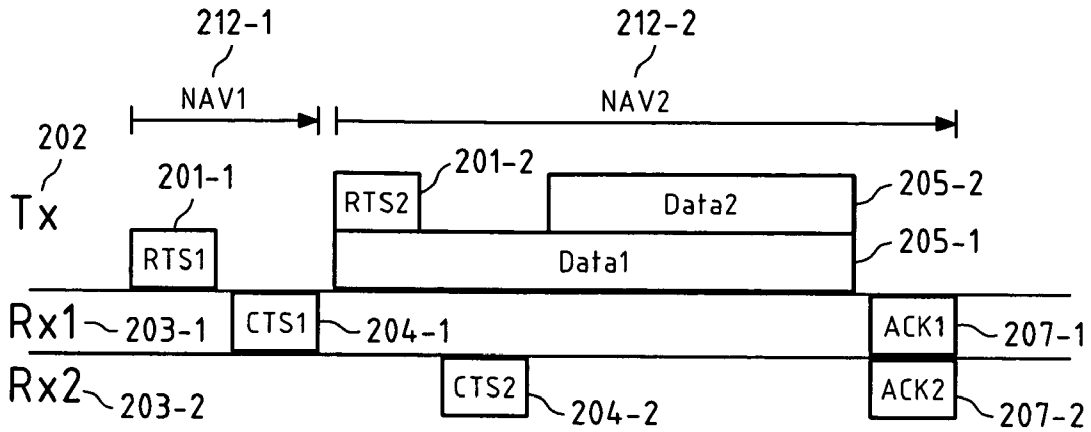 212-1 212-2
NAV1 NAV2
202
201-1 201-2 205-2
Tx RTS2 Data2
RTS1 Data1 205-1
Rx1 203-1 CTS1 204-1 ACK1 207-1
Rx2 203-2 CTS2 204-2 ACK2 207-2